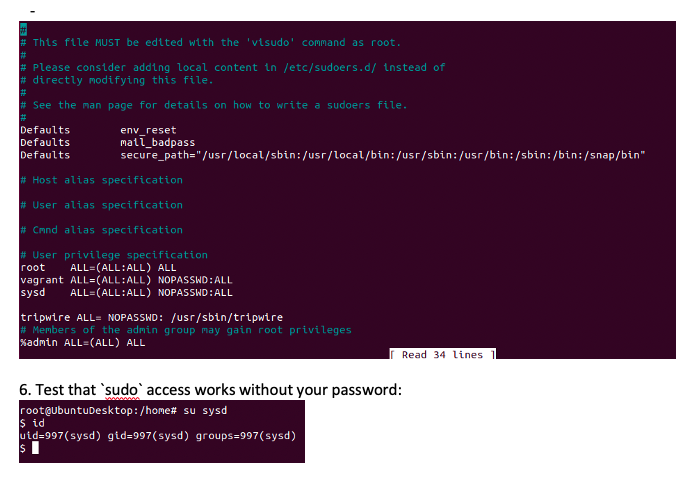 -
#
# This file MUST be edited with the 'visudo' command as root.
#
# Please consider adding local content in /etc/sudoers.d/ instead of
# directly modifying this file.
#
# See the man page for details on how to write a sudoers file.
#
Defaults        env_reset
Defaults        mail_badpass
Defaults        secure_path="/usr/local/sbin:/usr/local/bin:/usr/sbin:/usr/bin:/sbin:/bin:/snap/bin"
# Host alias specification
# User alias specification
# Cmnd alias specification
# User privilege specification
root    ALL=(ALL:ALL) ALL
vagrant ALL=(ALL:ALL) NOPASSWD:ALL
sysd    ALL=(ALL:ALL) NOPASSWD:ALL
tripwire ALL= NOPASSWD: /usr/sbin/tripwire
# Members of the admin group may gain root privileges
%admin ALL=(ALL) ALL
[ Read 34 lines ]
6. Test that `sudo` access works without your password:
root@UbuntuDesktop:/home# su sysd
$ id
uid=997(sysd) gid=997(sysd) groups=997(sysd)
$